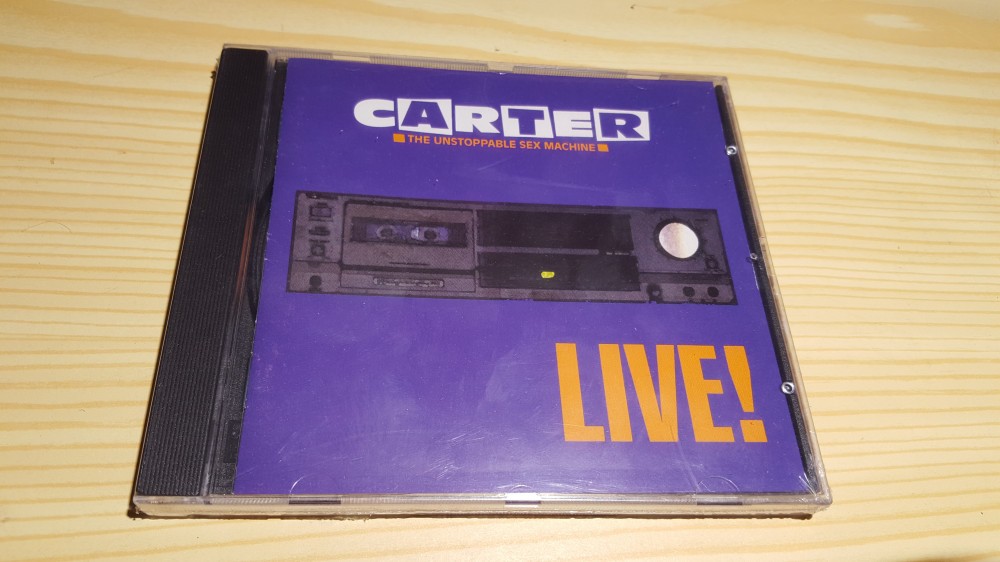 CARTER
THE UNSTOPPABLE SEX MACHINE
LIVE!